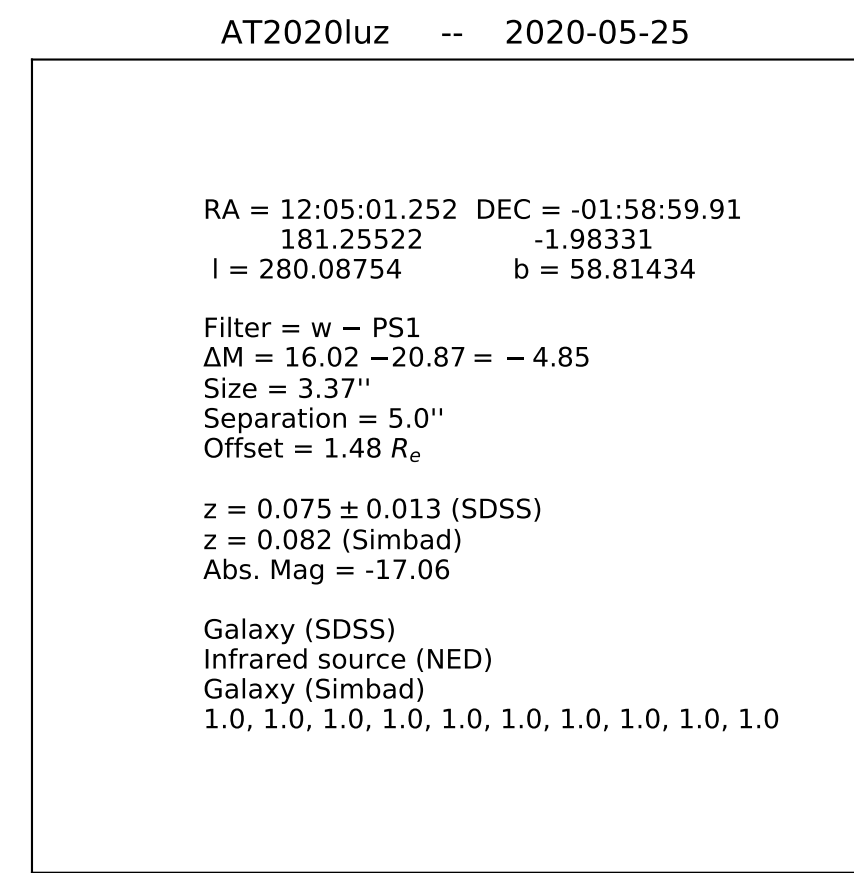 AT2020luz -- 2020-05-25
RA = 12:05:01.252 DEC = -01:58:59.91
181.25522 -1.98331
l = 280.08754 b = 58.81434
Filter = w − PS1
ΔM = 16.02 −20.87 = − 4.85
Size = 3.37''
Separation = 5.0''
Offset = 1.48 Re
z = 0.075 ± 0.013 (SDSS)
z = 0.082 (Simbad)
Abs. Mag = -17.06
Galaxy (SDSS)
Infrared source (NED)
Galaxy (Simbad)
1.0, 1.0, 1.0, 1.0, 1.0, 1.0, 1.0, 1.0, 1.0, 1.0